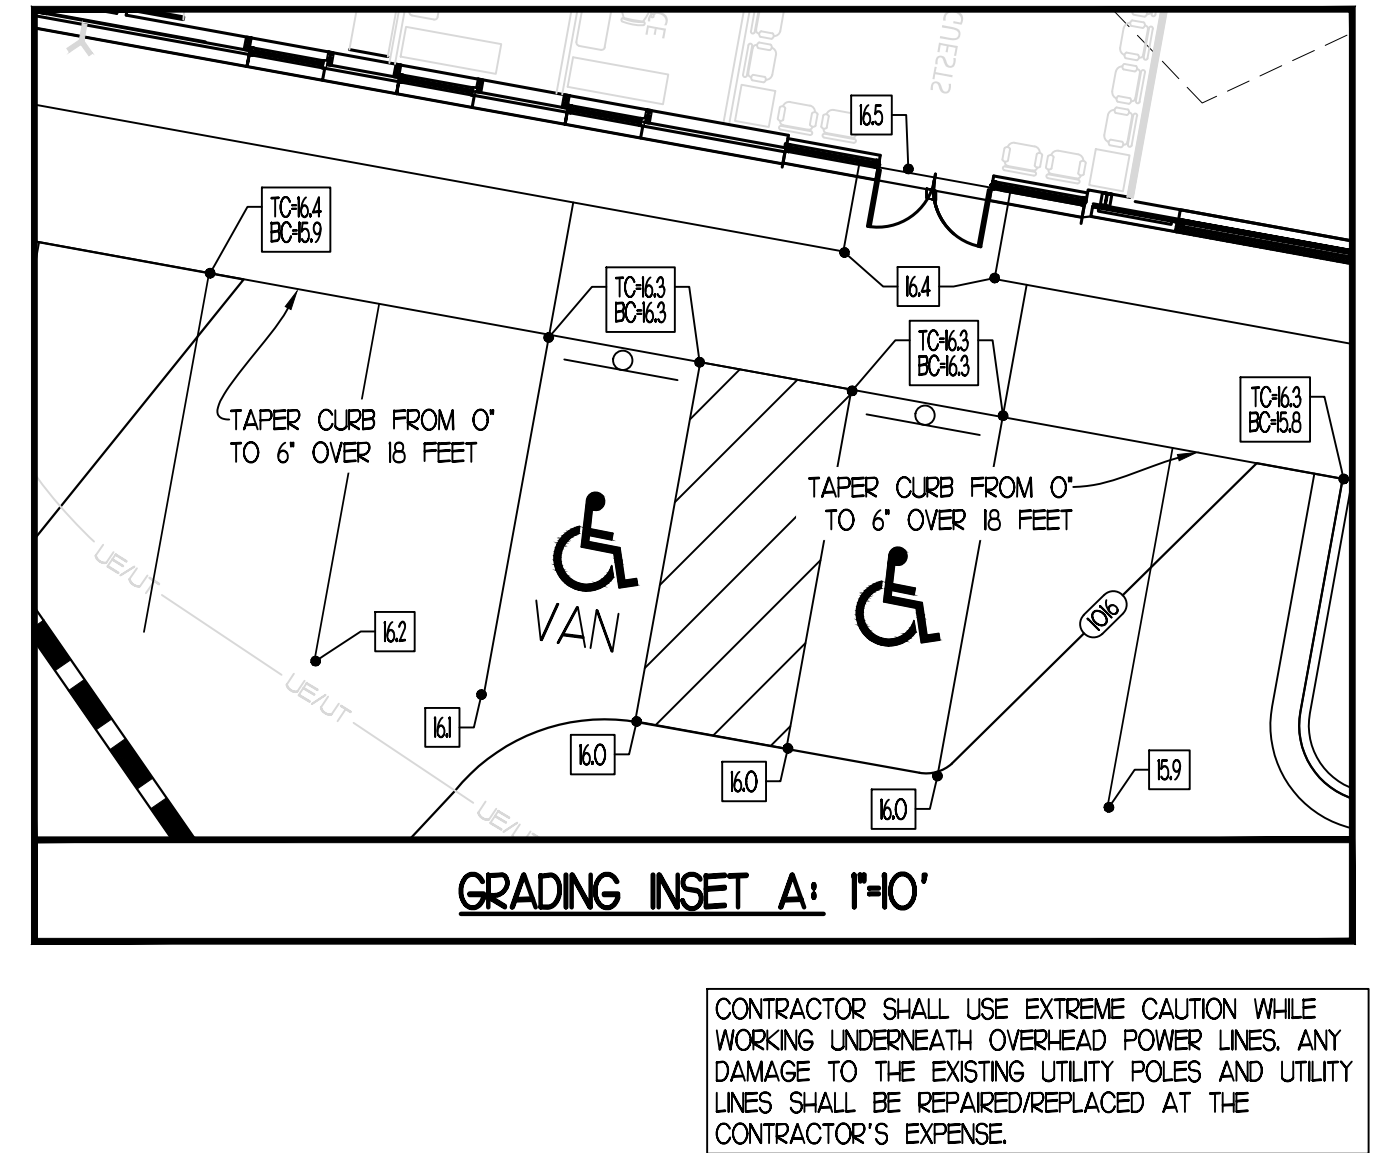 GUESTS
16.5
TC=16.4
BC=15.9
TC=16.3
BC=16.3
16.4
TC=16.3
BC=16.3
TC=16.3
BC=15.8
TAPER CURB FROM 0"
TO 6" OVER 18 FEET
TAPER CURB FROM 0"
TO 6" OVER 18 FEET
UE/UT
VAN
1016
16.2
UE/UT
16.1
16.0
16.0
16.0
15.9
UE/UT
GRADING INSET A: 1"=10'
CONTRACTOR SHALL USE EXTREME CAUTION WHILE
WORKING UNDERNEATH OVERHEAD POWER LINES. ANY
DAMAGE TO THE EXISTING UTILITY POLES AND UTILITY
LINES SHALL BE REPAIRED/REPLACED AT THE
CONTRACTOR'S EXPENSE.